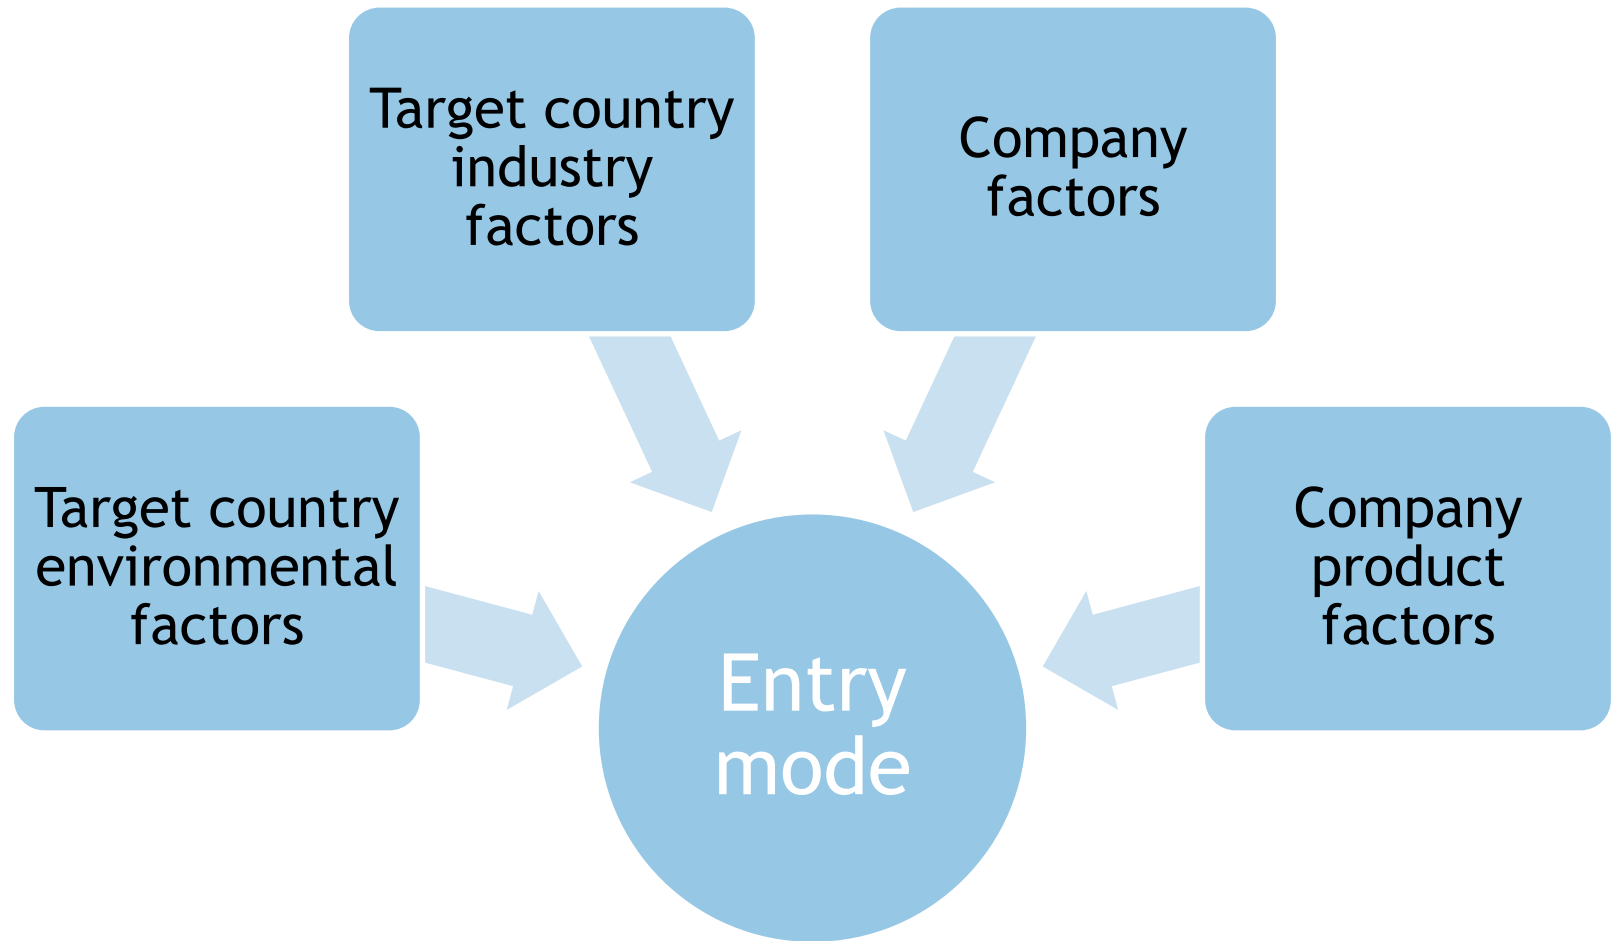 Target country
industry
factors
Company
factors
Target country
environmental
factors
Company
product
factors
Entry
mode